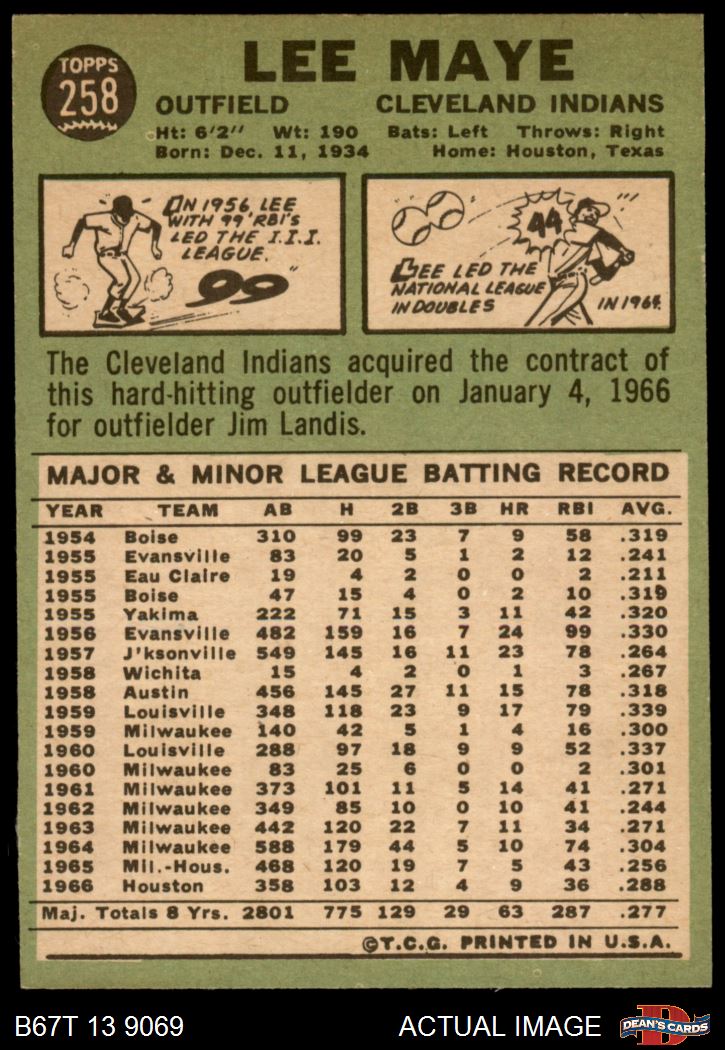 TOPPS
258
LEE MAYE
OUTFIELD CLEVELAND INDIANS
Ht: 6'2" Wt: 190 Bats: Left Throws: Right
Born: Dec. 11, 1934 Home: Houston, Texas
IN 1956 LEE
WITH 99 "RBI's
LED THE I.I.I.
LEAGUE.
99"
44
LEE LED THE
NATIONAL LEAGUE
IN DOUBLES IN 1964.
The Cleveland Indians acquired the contract of
this hard-hitting outfielder on January 4, 1966
for outfielder Jim Landis.
MAJOR & MINOR LEAGUE BATTING RECORD
YEAR TEAM AB H 2B 3B HR RBI AVG.
1954 Boise 310 99 23 7 9 58 .319
1955 Evansville 83 20 5 1 2 12 .241
1955 Eau Claire 19 4 2 0 0 2 .211
1955 Boise 47 15 4 0 2 10 .319
1955 Yakima 222 71 15 3 11 42 .320
1956 Evansville 482 159 16 7 24 99 .330
1957 J'ksonville 549 145 16 11 23 78 .264
1958 Wichita 15 4 2 0 1 3 .267
1958 Austin 456 145 27 11 15 78 .318
1959 Louisville 348 118 23 9 17 79 .339
1959 Milwaukee 140 42 5 1 4 16 .300
1960 Louisville 288 97 18 9 9 52 .337
1960 Milwaukee 83 25 6 0 0 2 .301
1961 Milwaukee 373 101 11 5 14 41 .271
1962 Milwaukee 349 85 10 0 10 41 .244
1963 Milwaukee 442 120 22 7 11 34 .271
1964 Milwaukee 588 179 44 5 10 74 .304
1965 Mil.-Hous. 468 120 19 7 5 43 .256
1966 Houston 358 103 12 4 9 36 .288
Maj. Totals 8 Yrs. 2801 775 129 29 63 287 .277
©T.C.G. PRINTED IN U.S.A.
B67T 13 9069 ACTUAL IMAGE D DEAN'S CARDS